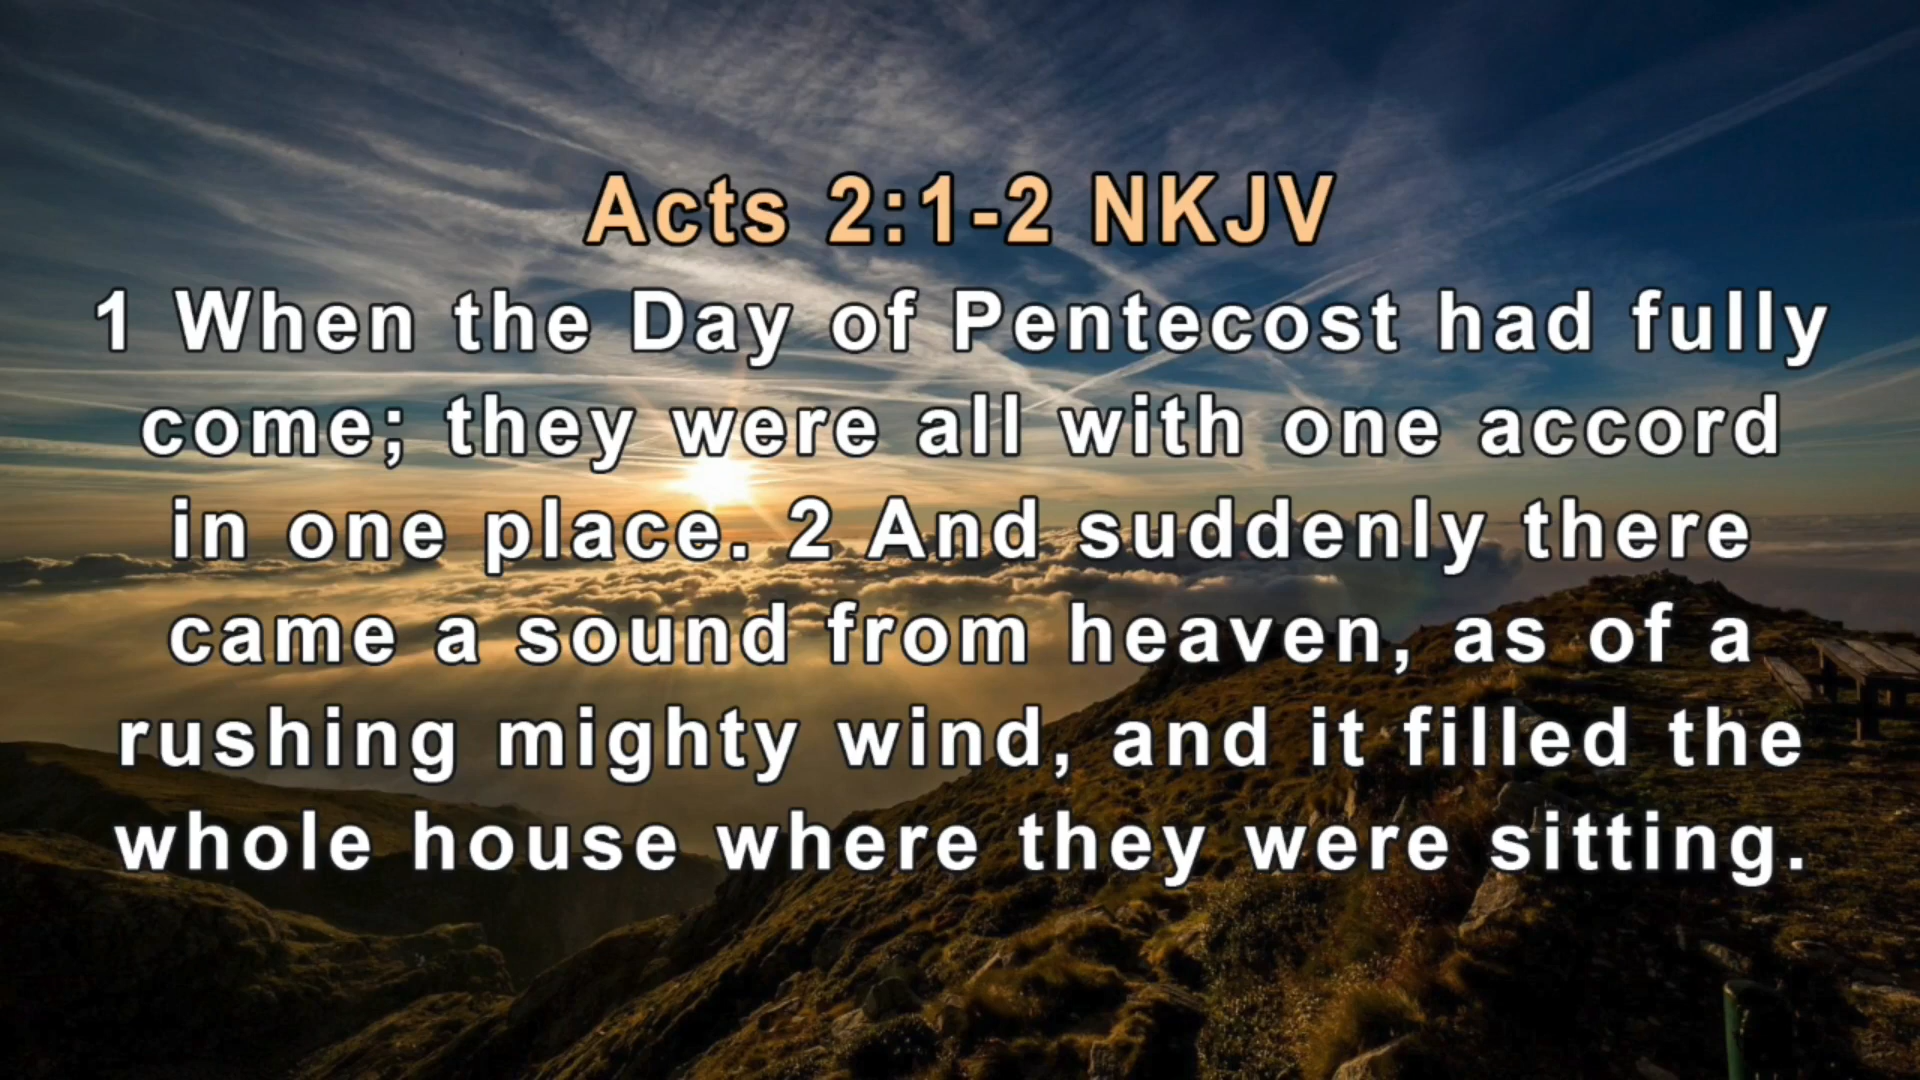 Acts 2:1-2 NKJV
1 When the Day of Pentecost had fully
come; they were all with one accord
in one place. 2 And suddenly there
came a sound from heaven, as of a
rushing mighty wind, and it filled the
whole house where they were sitting.